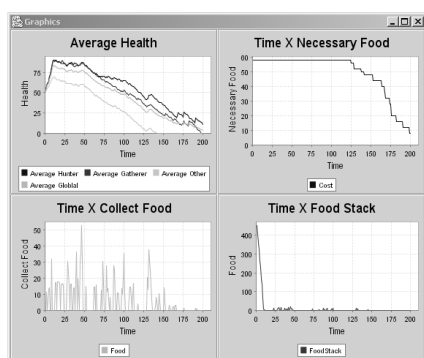 Graphics
Average Health
Health
75
50
25
0
0 25 50 75 100 125 150 175 200
Time
Average Hunter Average Gatherer Average Other
Average Globlal
Time X Necessary Food
Necessary Food
60
50
40
30
20
10
0
0 25 50 75 100 125 150 175 200
Time
Cost
Time X Collect Food
Collect Food
50
40
30
20
10
0
0 25 50 75 100 125 150 175 200
Time
Food
Time X Food Stack
Food
400
300
200
100
0
0 25 50 75 100 125 150 175 200
Time
FoodStack